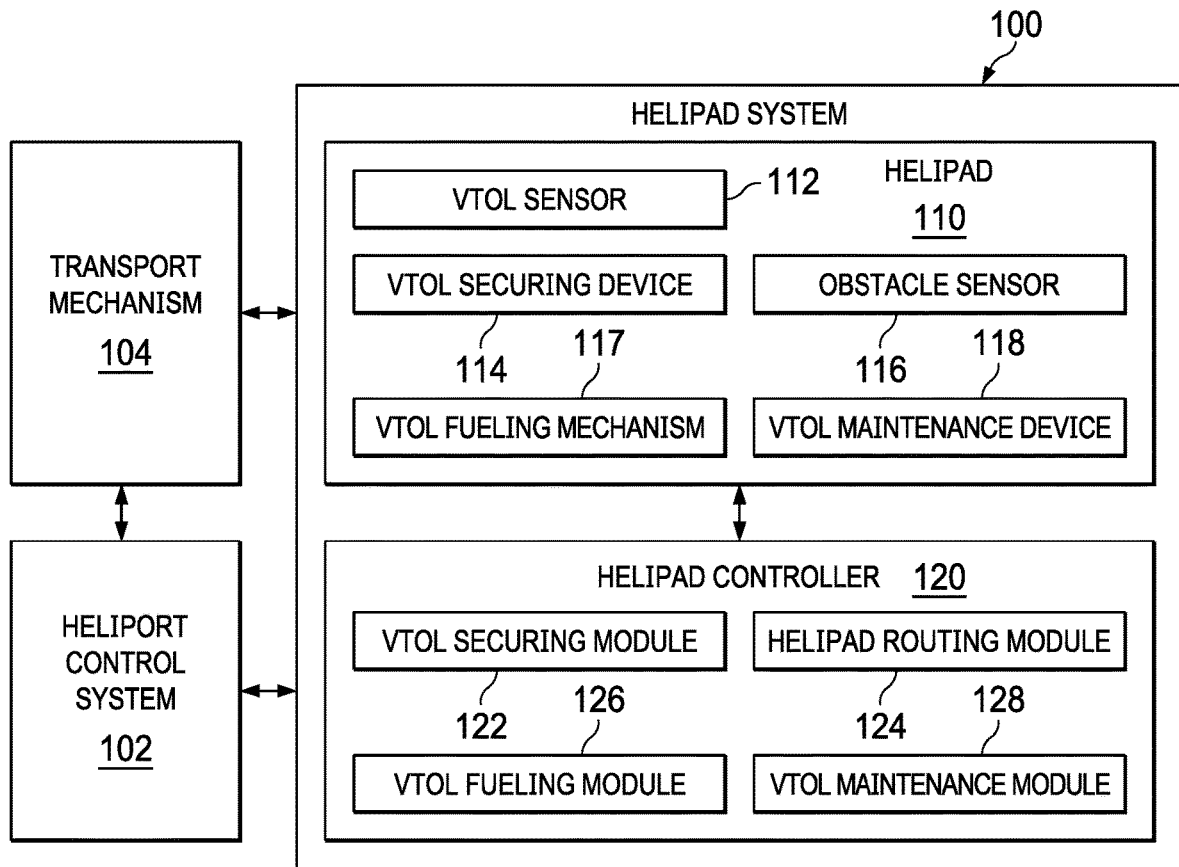 100
HELIPAD SYSTEM
TRANSPORT
MECHANISM
104
HELIPAD
110
VTOL SENSOR
112
VTOL SECURING DEVICE
114
OBSTACLE SENSOR
116
117
VTOL FUELING MECHANISM
118
VTOL MAINTENANCE DEVICE
HELIPORT
CONTROL
SYSTEM
102
HELIPAD CONTROLLER 120
VTOL SECURING MODULE
122
HELIPAD ROUTING MODULE
124
126
VTOL FUELING MODULE
128
VTOL MAINTENANCE MODULE